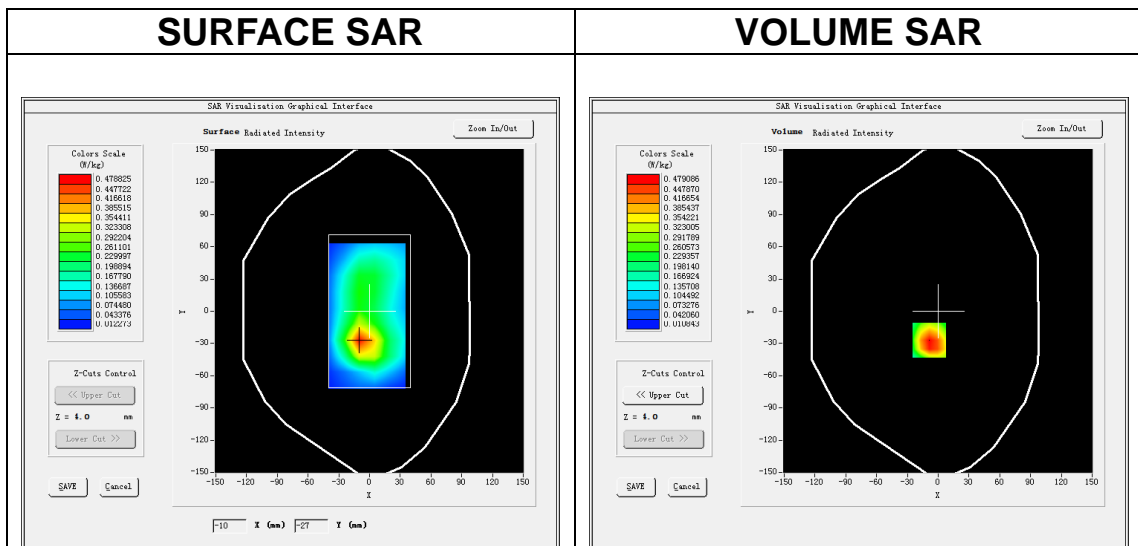 SURFACE SAR
VOLUME SAR
SAR Visualisation Graphical Interface
Surface Radiated Intensity
Zoom In/Out
Colors Scale
(W/kg)
0.478825
0.447722
0.416618
0.385515
0.354411
0.323308
0.292204
0.261101
0.229997
0.198894
0.167790
0.136687
0.105583
0.074480
0.043376
0.012273
150
120
90
60
30
0
-30
-60
-90
-120
-150
Y
-150 -120 -90 -60 -30 0 30 60 90 120 150
X
Z-Cuts Control
<< Upper Cut
Z = 4.0 mm
Lower Cut >>
SAVE Cancel
-10 X (mm) -27 Y (mm)
SAR Visualisation Graphical Interface
Volume Radiated Intensity
Zoom In/Out
Colors Scale
(W/kg)
0.479086
0.447870
0.416654
0.385437
0.354221
0.323005
0.291789
0.260573
0.229357
0.198140
0.166924
0.135708
0.104492
0.073276
0.042060
0.010843
150
120
90
60
30
0
-30
-60
-90
-120
-150
Y
-150 -120 -90 -60 -30 0 30 60 90 120 150
X
Z-Cuts Control
<< Upper Cut
Z = 4.0 mm
Lower Cut >>
SAVE Cancel